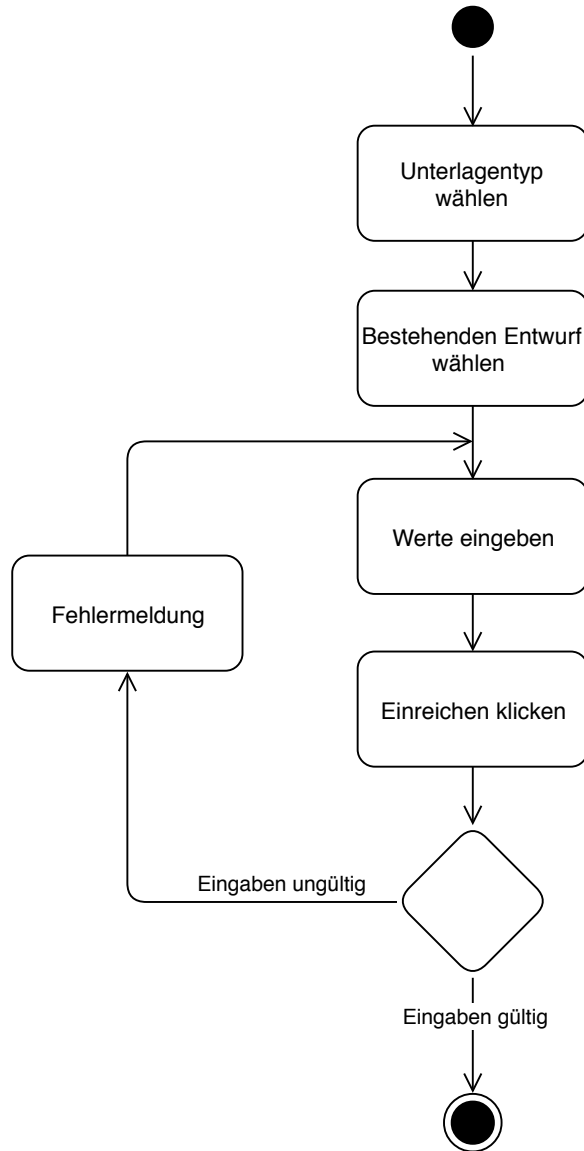 Unterlagentyp
wählen
Bestehenden Entwurf
wählen
Werte eingeben
Fehlermeldung
Einreichen klicken
Eingaben ungültig
Eingaben gültig